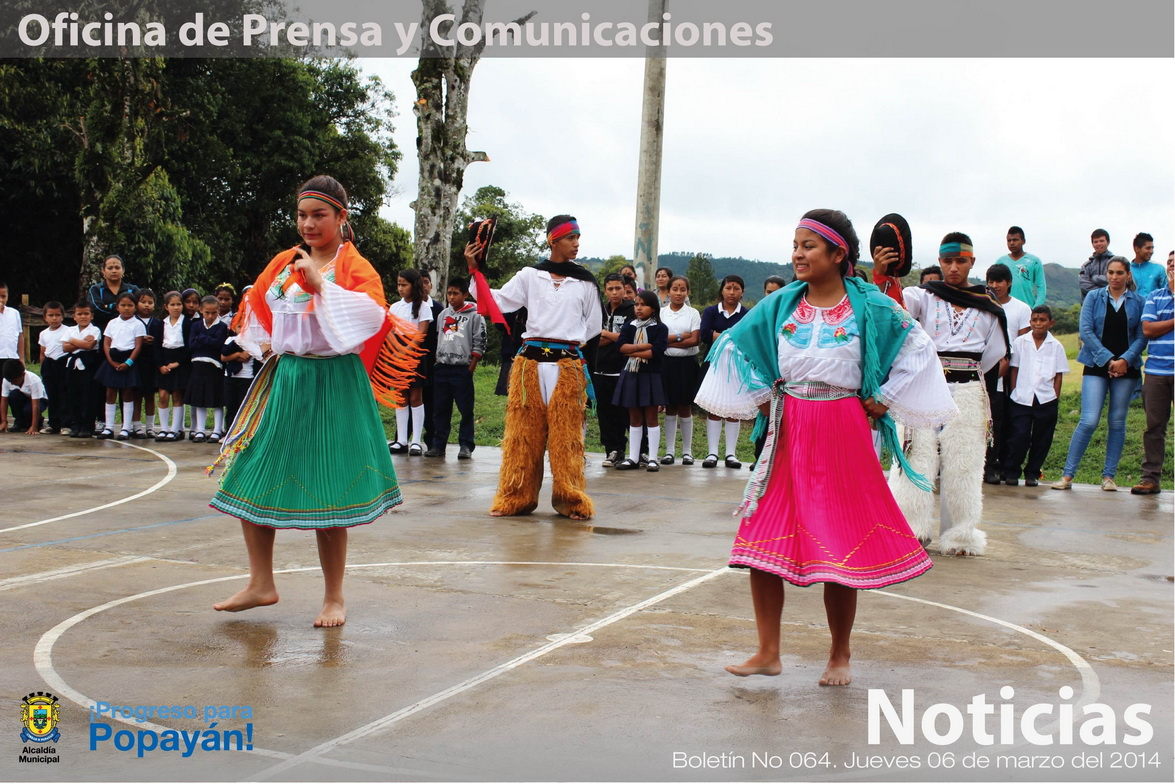 Oficina de Prensa y Comunicaciones
Alcaldía
Municipal
¡Progreso para
Popayán!
Noticias
Boletín No 064. Jueves 06 de marzo del 2014